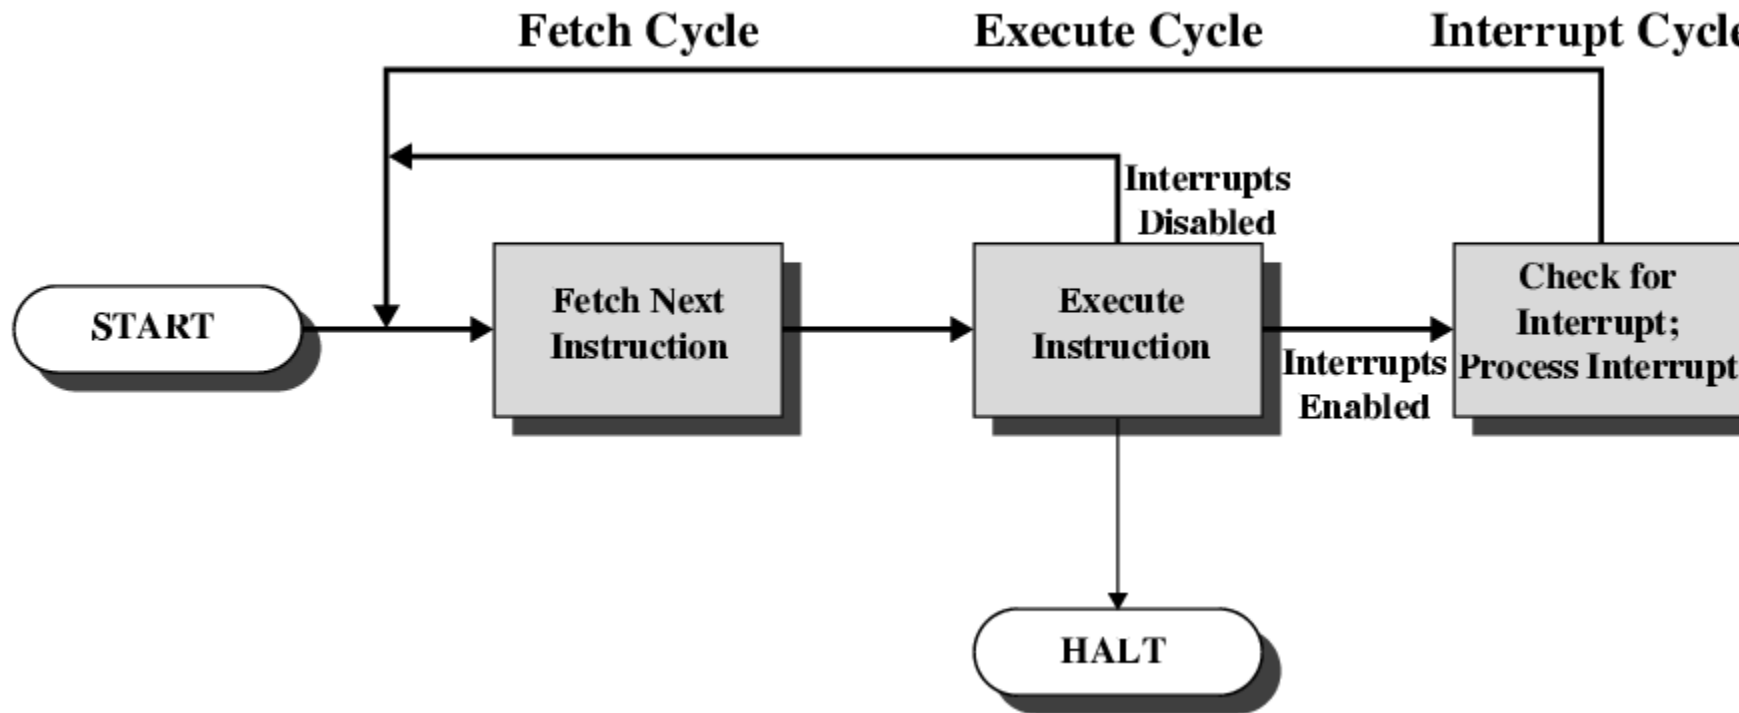 Fetch Cycle
Execute Cycle
Interrupt Cycle
Interrupts
Disabled
START
Fetch Next
Instruction
Execute
Instruction
Interrupts
Enabled
Check for
Interrupt;
Process Interrupt
HALT